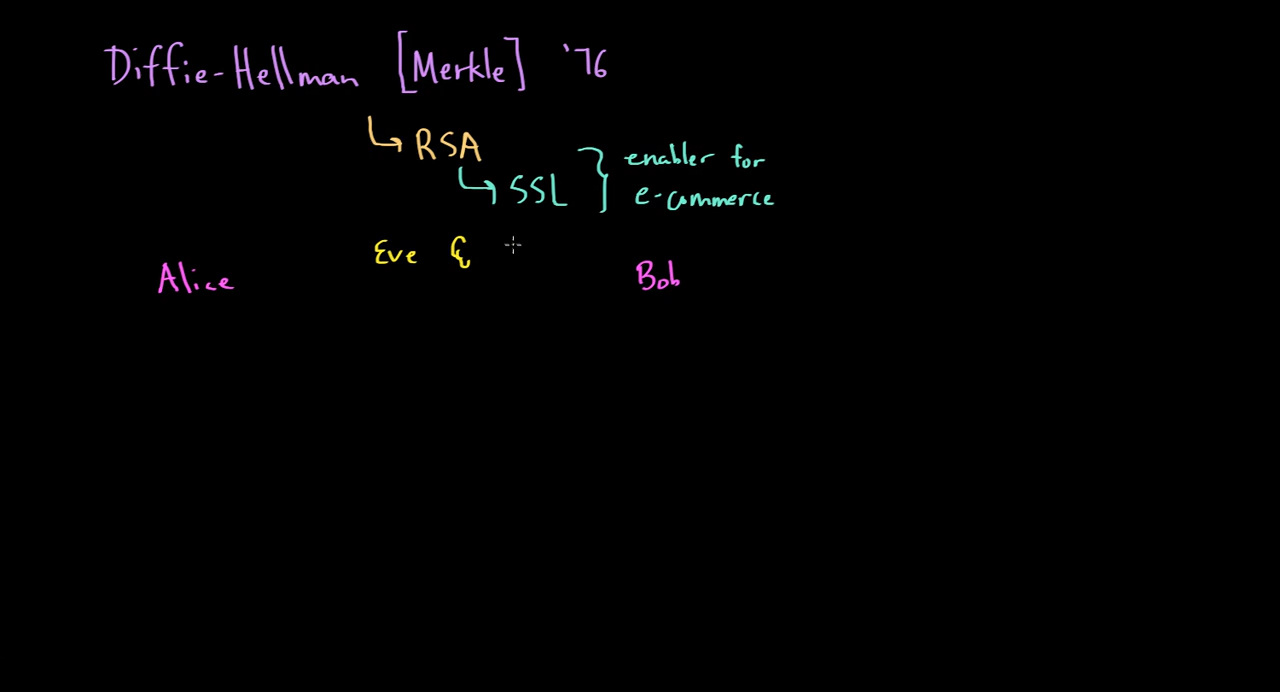 Diffie-Hellman [Merkle] '76
RSA
SSL
enabler for
e-commerce
Eve &
Alice
Bob